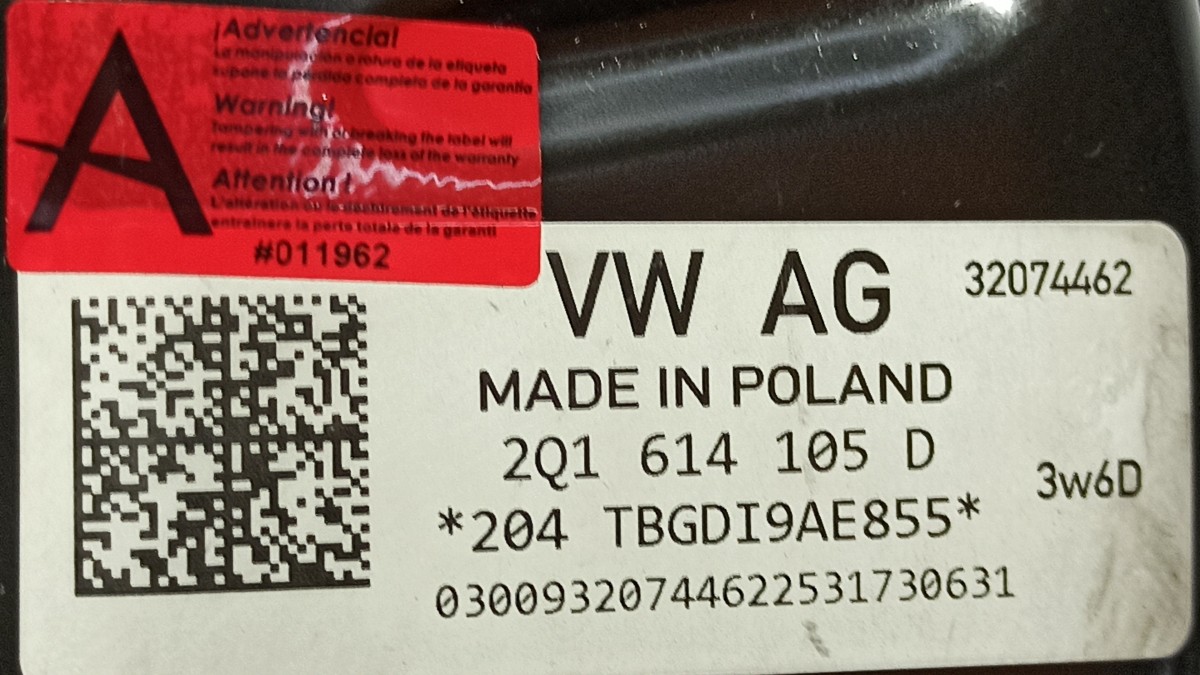 ¡Advertencia!
La manipulación o rotura de la etiqueta
supone la pérdida completa de la garantía
Warning!
Tampering with or breaking the label will
result in the complete loss of the warranty
Attention!
L'altération ou le déchirement de l'étiquette
entrainera la perte totale de la garanti
#011962
A
VW AG 32074462
MADE IN POLAND
2Q1 614 105 D
3w6D
*204 TBGDI9AE855*
03009320744622531730631